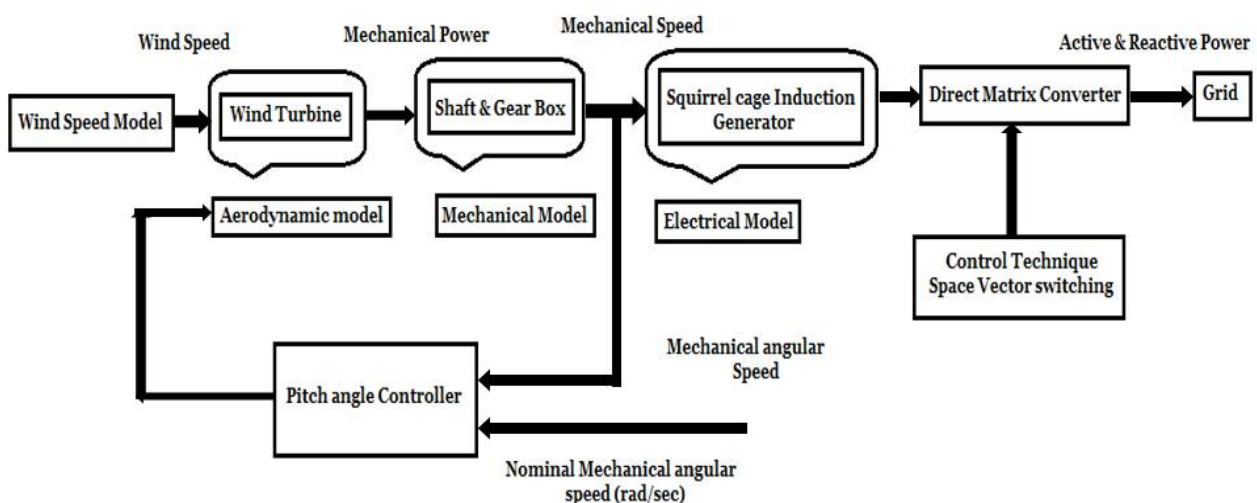 Wind Speed
Mechanical Power
Mechanical Speed
Active & Reactive Power
Wind Speed Model
Wind Turbine
Shaft & Gear Box
Squirrel cage Induction
Generator
Direct Matrix Converter
Grid
Aerodynamic model
Mechanical Model
Electrical Model
Control Technique
Space Vector switching
Pitch angle Controller
Mechanical angular
Speed
Nominal Mechanical angular
speed (rad/sec)